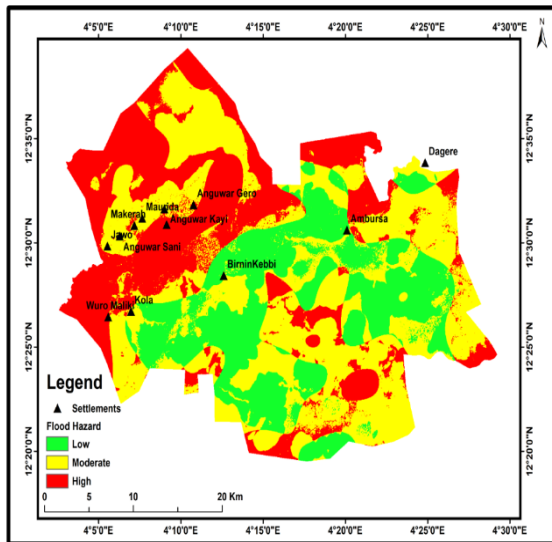 4°5'0"E 4°10'0"E 4°15'0"E 4°20'0"E 4°25'0"E 4°30'0"E
N
12°35'0"N 12°35'0"N
Dagere
Anguwar Gero
Maurida
Makerah Anguwar Kayi
Ambursa
Jawo
12°30'0"N 12°30'0"N
Anguwar Sani
BirninKebbi
Wuro Maliki Kola
12°25'0"N 12°25'0"N
Legend
Settlements
Flood Hazard
Low
12°20'0"N 12°20'0"N
Moderate
High
0 5 10 20 Km
4°5'0"E 4°10'0"E 4°15'0"E 4°20'0"E 4°25'0"E 4°30'0"E